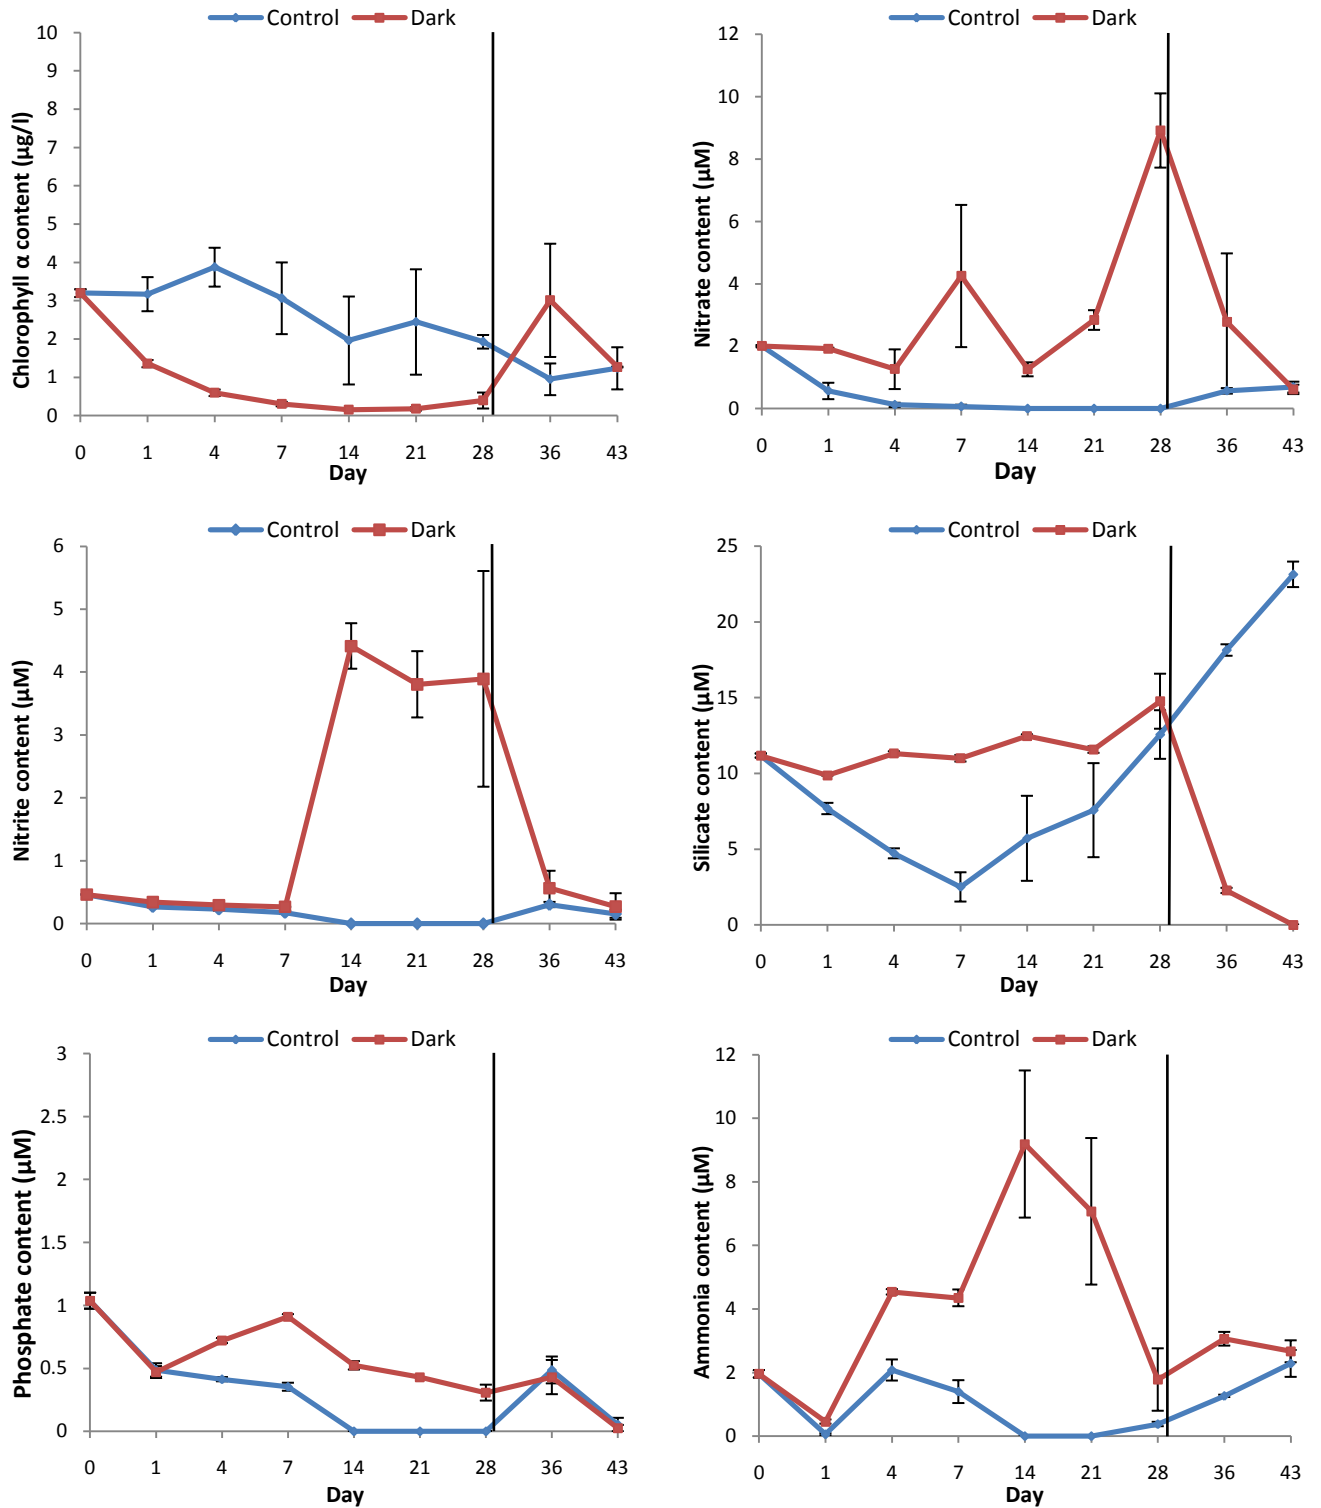 Control Dark
10
9
8
7
6
5
4
3
2
1
0
Chlorophyll α content (µg/l)
0 1 4 7 14 21 28 36 43
Day
Control Dark
12
10
8
6
4
2
0
Nitrate content (µM)
0 1 4 7 14 21 28 36 43
Day
Control Dark
6
5
4
3
2
1
0
Nitrite content (µM)
0 1 4 7 14 21 28 36 43
Day
Control Dark
25
20
15
10
5
0
Silicate content (µM)
0 1 4 7 14 21 28 36 43
Day
Control Dark
3
2.5
2
1.5
1
0.5
0
Phosphate content (µM)
0 1 4 7 14 21 28 36 43
Day
Control Dark
12
10
8
6
4
2
0
Ammonia content (µM)
0 1 4 7 14 21 28 36 43
Day